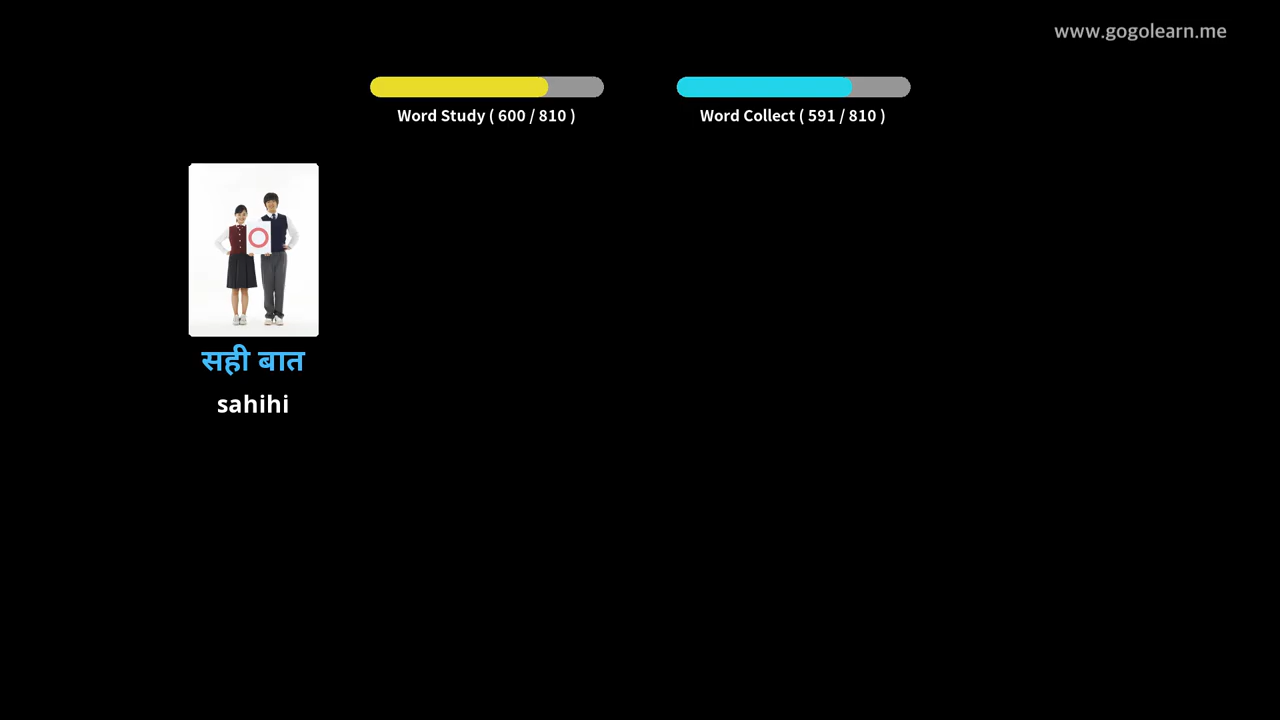 www.gogolearn.me
Word Study ( 600 / 810 )
Word Collect ( 591 / 810 )
सही बात
sahihi